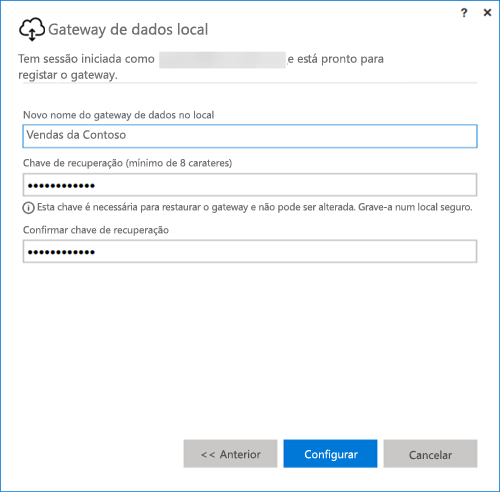 ? ×
Gateway de dados local
Tem sessão iniciada como e está pronto para
registar o gateway.
Novo nome do gateway de dados no local
Vendas da Contoso
Chave de recuperação (mínimo de 8 carateres)
••••••••••••
Esta chave é necessária para restaurar o gateway e não pode ser alterada. Grave-a num local seguro.
Confirmar chave de recuperação
••••••••••••
<< Anterior Configurar Cancelar